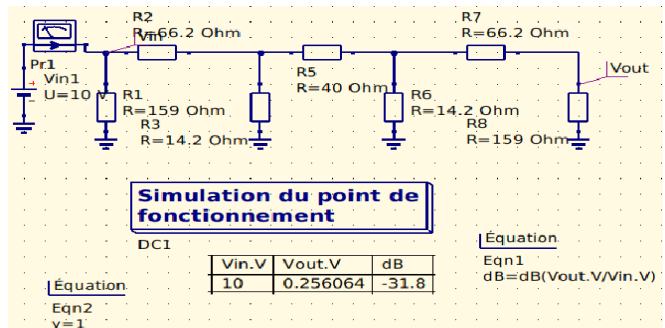 R2
R=66.2 Ohm
Vin
R7
R=66.2 Ohm
Pr1
Vin1
U=10 V
R5
R=40 Ohm
Vout
R1
R=159 Ohm
R3
R=14.2 Ohm
R6
R=14.2 Ohm
R8
R=159 Ohm
Simulation du point de
fonctionnement
DC1
Vin.V Vout.V dB
10 0.256064 -31.8
Équation
Eqn1
dB=dB(Vout.V/Vin.V)
Équation
Eqn2
y=1